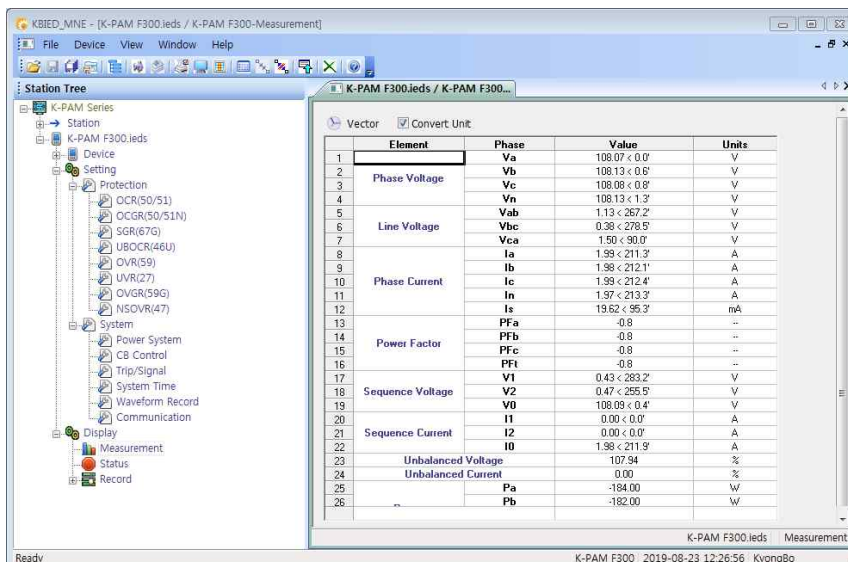 KBIED_MNE - [K-PAM F300.ieds / K-PAM F300-Measurement]
File Device View Window Help
Station Tree
K-PAM Series
Station
K-PAM F300.ieds
Device
Setting
Protection
OCR(50/51)
OCGR(50/51N)
SGR(67G)
UBOCR(46U)
OVR(59)
UVR(27)
OVGR(59G)
NSOVR(47)
System
Power System
CB Control
Trip/Signal
System Time
Waveform Record
Communication
Display
Measurement
Status
Record
K-PAM F300.ieds / K-PAM F300...
Vector Convert Unit
Element Phase Value Units
1 Va 108.07 < 0.0' V
2 Vb 108.13 < 0.6' V
Phase Voltage
3 Vc 108.08 < 0.8' V
4 Vn 108.13 < 1.3' V
5 Vab 1.13 < 267.2' V
6 Line Voltage Vbc 0.38 < 278.5' V
7 Vca 1.50 < 90.0' V
8 Ia 1.99 < 211.3' A
9 Ib 1.98 < 212.1' A
10 Phase Current Ic 1.99 < 212.4' A
11 In 1.97 < 213.3' A
12 Is 19.62 < 95.3' mA
13 PFa -0.8 --
14 PFb -0.8 --
Power Factor
15 PFc -0.8 --
16 PFt -0.8 --
17 V1 0.43 < 283.2' V
18 Sequence Voltage V2 0.47 < 255.5' V
19 V0 108.09 < 0.4' V
20 I1 0.00 < 0.0' A
21 Sequence Current I2 0.00 < 0.0' A
22 I0 1.98 < 211.9' A
23 Unbalanced Voltage 107.94 %
24 Unbalanced Current 0.00 %
25 Pa -184.00 W
26 Pb -182.00 W
K-PAM F300.ieds Measurement
Ready K-PAM F300 2019-08-23 12:26:56 KyongBo